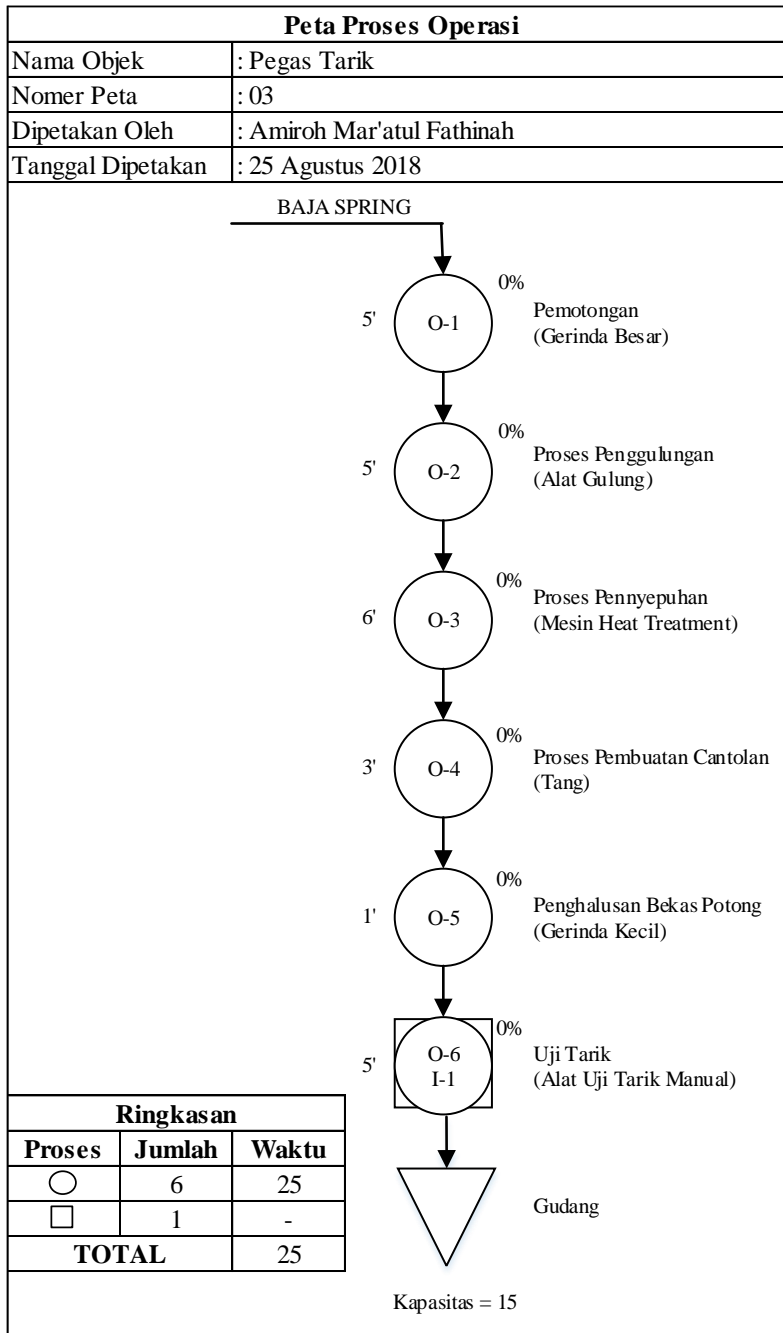 Peta Proses Operasi
Nama Objek : Pegas Tarik
Nomer Peta : 03
Dipetakan Oleh : Amiroh Mar'atul Fathinah
Tanggal Dipetakan : 25 Agustus 2018
BAJA SPRING
0%
5' O-1 Pemotongan
(Gerinda Besar)
0%
5' O-2 Proses Penggulungan
(Alat Gulung)
0%
6' O-3 Proses Pennyepuhan
(Mesin Heat Treatment)
0%
3' O-4 Proses Pembuatan Cantolan
(Tang)
0%
1' O-5 Penghalusan Bekas Potong
(Gerinda Kecil)
0%
5' O-6 Uji Tarik
I-1 (Alat Uji Tarik Manual)
Ringkasan
Proses Jumlah Waktu
6 25
1 -
TOTAL 25
Gudang
Kapasitas = 15